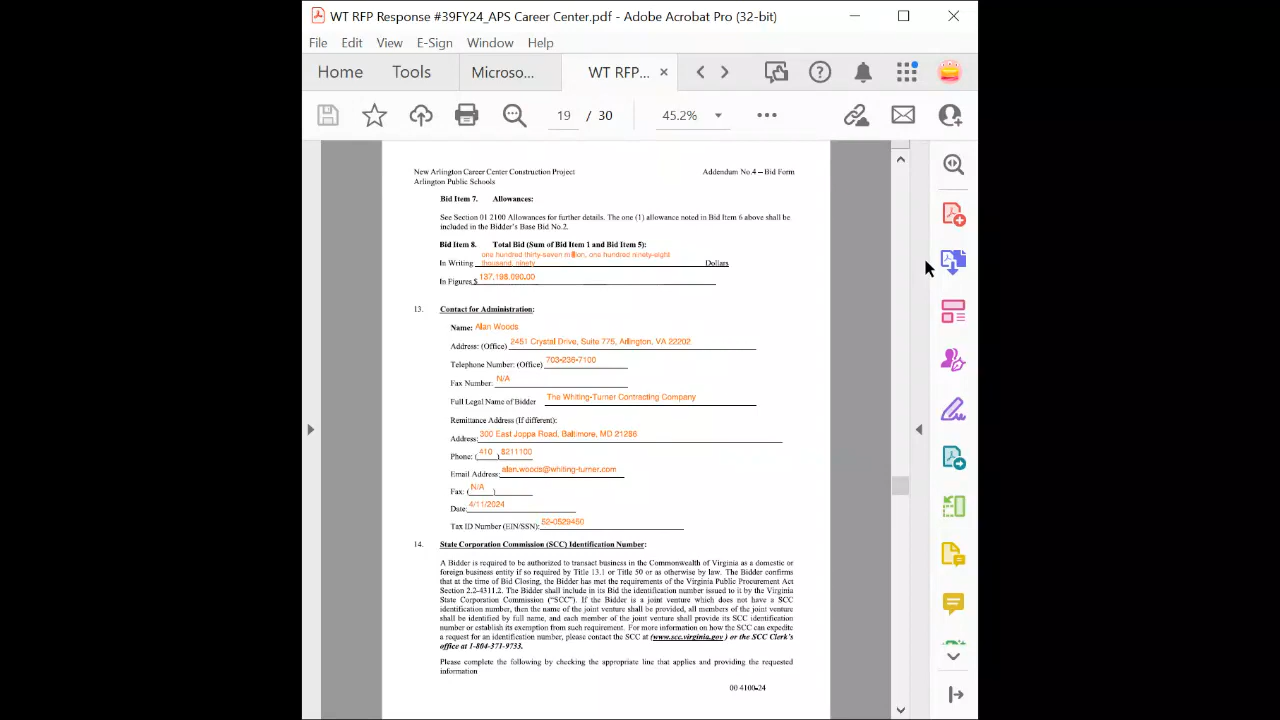 WT RFP Response #39FY24_APS Career Center.pdf - Adobe Acrobat Pro (32-bit)
File Edit View E-Sign Window Help
Home Tools Microso... WT RFP... ×
19 / 30 45.2%
New Arlington Career Center Construction Project Addendum No.4 – Bid Form
Arlington Public Schools
Bid Item 7. Allowances:
See Section 01 2100 Allowances for further details. The one (1) allowance noted in Bid Item 6 above shall be
included in the Bidder's Base Bid No.2.
Bid Item 8. Total Bid (Sum of Bid Item 1 and Bid Item 5):
one hundred thirty-seven million, one hundred ninety-eight
In Writing thousand, ninety Dollars
In Figures $ 137,198,090.00
13. Contact for Administration:
Name: Alan Woods
Address: (Office) 2451 Crystal Drive, Suite 775, Arlington, VA 22202
Telephone Number: (Office) 703-236-7100
Fax Number: N/A
Full Legal Name of Bidder The Whiting-Turner Contracting Company
Remittance Address (If different):
Address: 300 East Joppa Road, Baltimore, MD 21286
Phone: (410 ) 8211100
Email Address: alan.woods@whiting-turner.com
Fax: ( N/A )
Date: 4/11/2024
Tax ID Number (EIN/SSN): 52-0529450
14. State Corporation Commission (SCC) Identification Number:
A Bidder is required to be authorized to transact business in the Commonwealth of Virginia as a domestic or
foreign business entity if so required by Title 13.1 or Title 50 or as otherwise by law. The Bidder confirms
that at the time of Bid Closing, the Bidder has met the requirements of the Virginia Public Procurement Act
Section 2.2-4311.2. The Bidder shall include in its Bid the identification number issued to it by the Virginia
State Corporation Commission ("SCC"). If the Bidder is a joint venture which does not have a SCC
identification number, then the name of the joint venture shall be provided, all members of the joint venture
shall be identified by full name, and each member of the joint venture shall provide its SCC identification
number or establish its exemption from such requirement. For more information on how the SCC can expedite
a request for an identification number, please contact the SCC at (www.scc.virginia.gov ) or the SCC Clerk's
office at 1-804-371-9733.
Please complete the following by checking the appropriate line that applies and providing the requested
information
00 4100-24